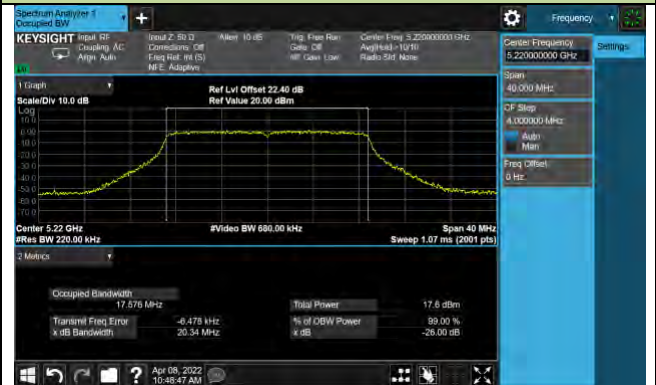 Spectrum Analyzer 1
Occupied BW
Frequency
KEYSIGHT Input: RF
Coupling: AC
Align: Auto
Input Z: 50 Ω
Corrections: Off
Freq Ref: Int (S)
NFE: Adaptive
Atten: 10 dB
Trig: Free Run
Gate: Off
#IF Gain: Low
Center Freq: 5.220000000 GHz
Avg|Hold:>10/10
Radio Std: None
Center Frequency
5.220000000 GHz
Settings
Span
40.000 MHz
CF Step
4.000000 MHz
Auto
Man
Freq Offset
0 Hz
1 Graph
Scale/Div 10.0 dB
Ref Lvl Offset 22.40 dB
Ref Value 20.00 dBm
Log
10.0
0.00
-10.0
-20.0
-30.0
-40.0
-50.0
-60.0
-70.0
Center 5.22 GHz
#Res BW 220.00 kHz
#Video BW 680.00 kHz
Span 40 MHz
Sweep 1.07 ms (2001 pts)
2 Metrics
Occupied Bandwidth
17.576 MHz
Total Power 17.6 dBm
Transmit Freq Error -6.478 kHz
% of OBW Power 99.00 %
x dB Bandwidth 20.34 MHz
x dB -26.00 dB
Apr 08, 2022
10:48:47 AM